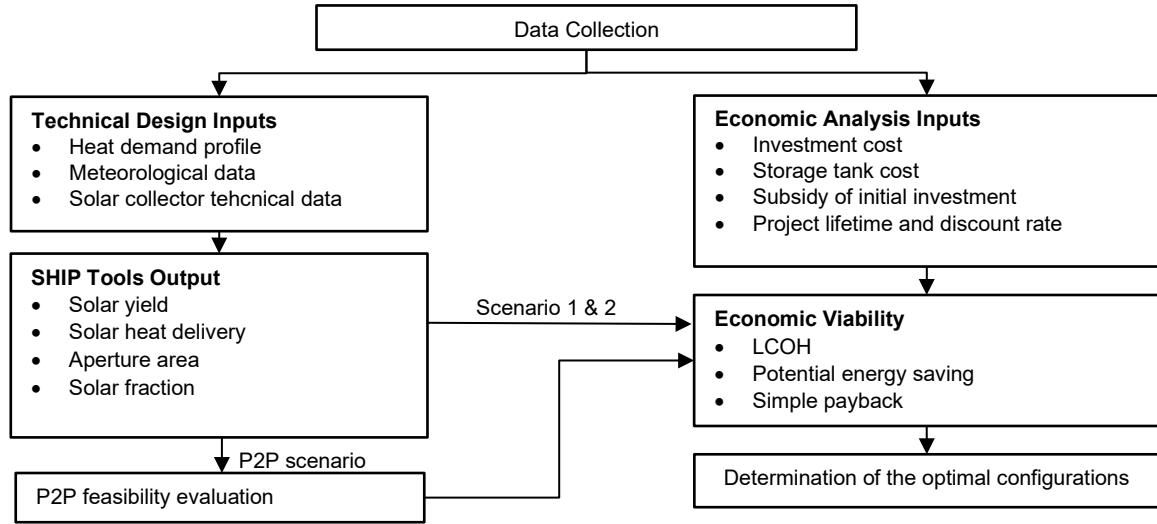 Data Collection
Technical Design Inputs
• Heat demand profile
• Meteorological data
• Solar collector tehcnical data
Economic Analysis Inputs
• Investment cost
• Storage tank cost
• Subsidy of initial investment
• Project lifetime and discount rate
SHIP Tools Output
• Solar yield
• Solar heat delivery
• Aperture area
• Solar fraction
Scenario 1 & 2
Economic Viability
• LCOH
• Potential energy saving
• Simple payback
P2P scenario
P2P feasibility evaluation
Determination of the optimal configurations